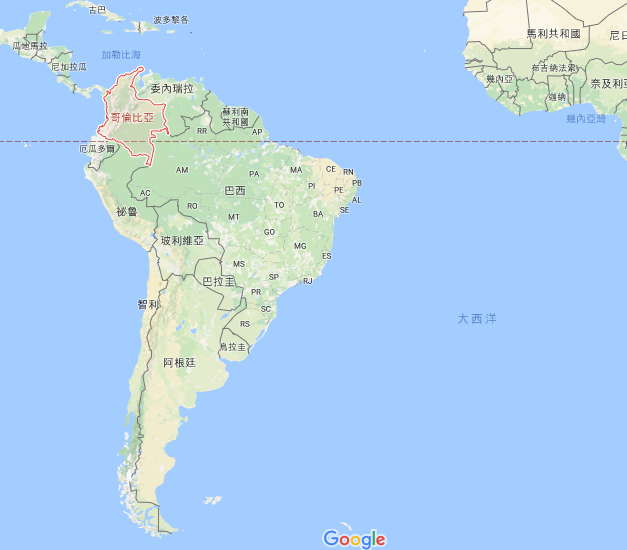 古巴
波多黎各
瓜地馬拉
加勒比海
尼加拉瓜
委內瑞拉
哥倫比亞
蘇利南
共和國
厄瓜多爾
RR
AP
AM
PA
MA
CE
RN
PB
PI
PE
AL
SE
AC
RO
TO
BA
巴西
MT
祕魯
GO
MG
玻利維亞
ES
MS
SP
RJ
巴拉圭
PR
SC
智利
RS
烏拉圭
阿根廷
大西洋
馬利共和國
尼日
布吉納法索
幾內亞
迦納
奈及利亞
幾內亞灣
Google